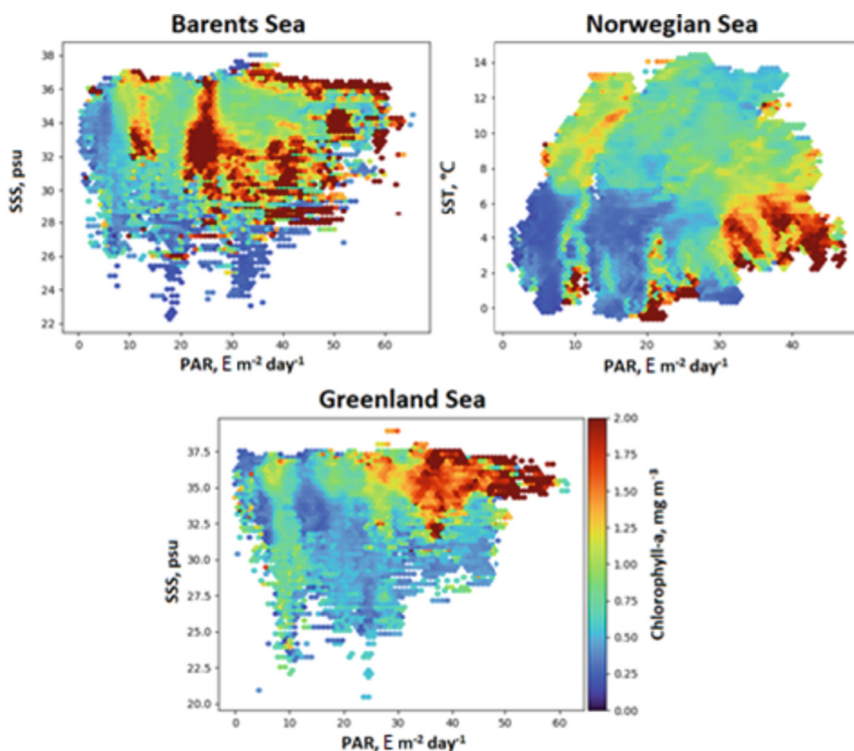 Barents Sea
38
36
34
32
30
28
26
24
22
SSS, psu
0 10 20 30 40 50 60
PAR, E m⁻² day⁻¹
Norwegian Sea
14
12
10
8
6
4
2
0
SST, °C
0 10 20 30 40
PAR, E m⁻² day⁻¹
Greenland Sea
37.5
35.0
32.5
30.0
27.5
25.0
22.5
20.0
SSS, psu
0 10 20 30 40 50 60
PAR, E m⁻² day⁻¹
2.00
1.75
1.50
1.25
1.00
0.75
0.50
0.25
0.00
Chlorophyll-a, mg m⁻³